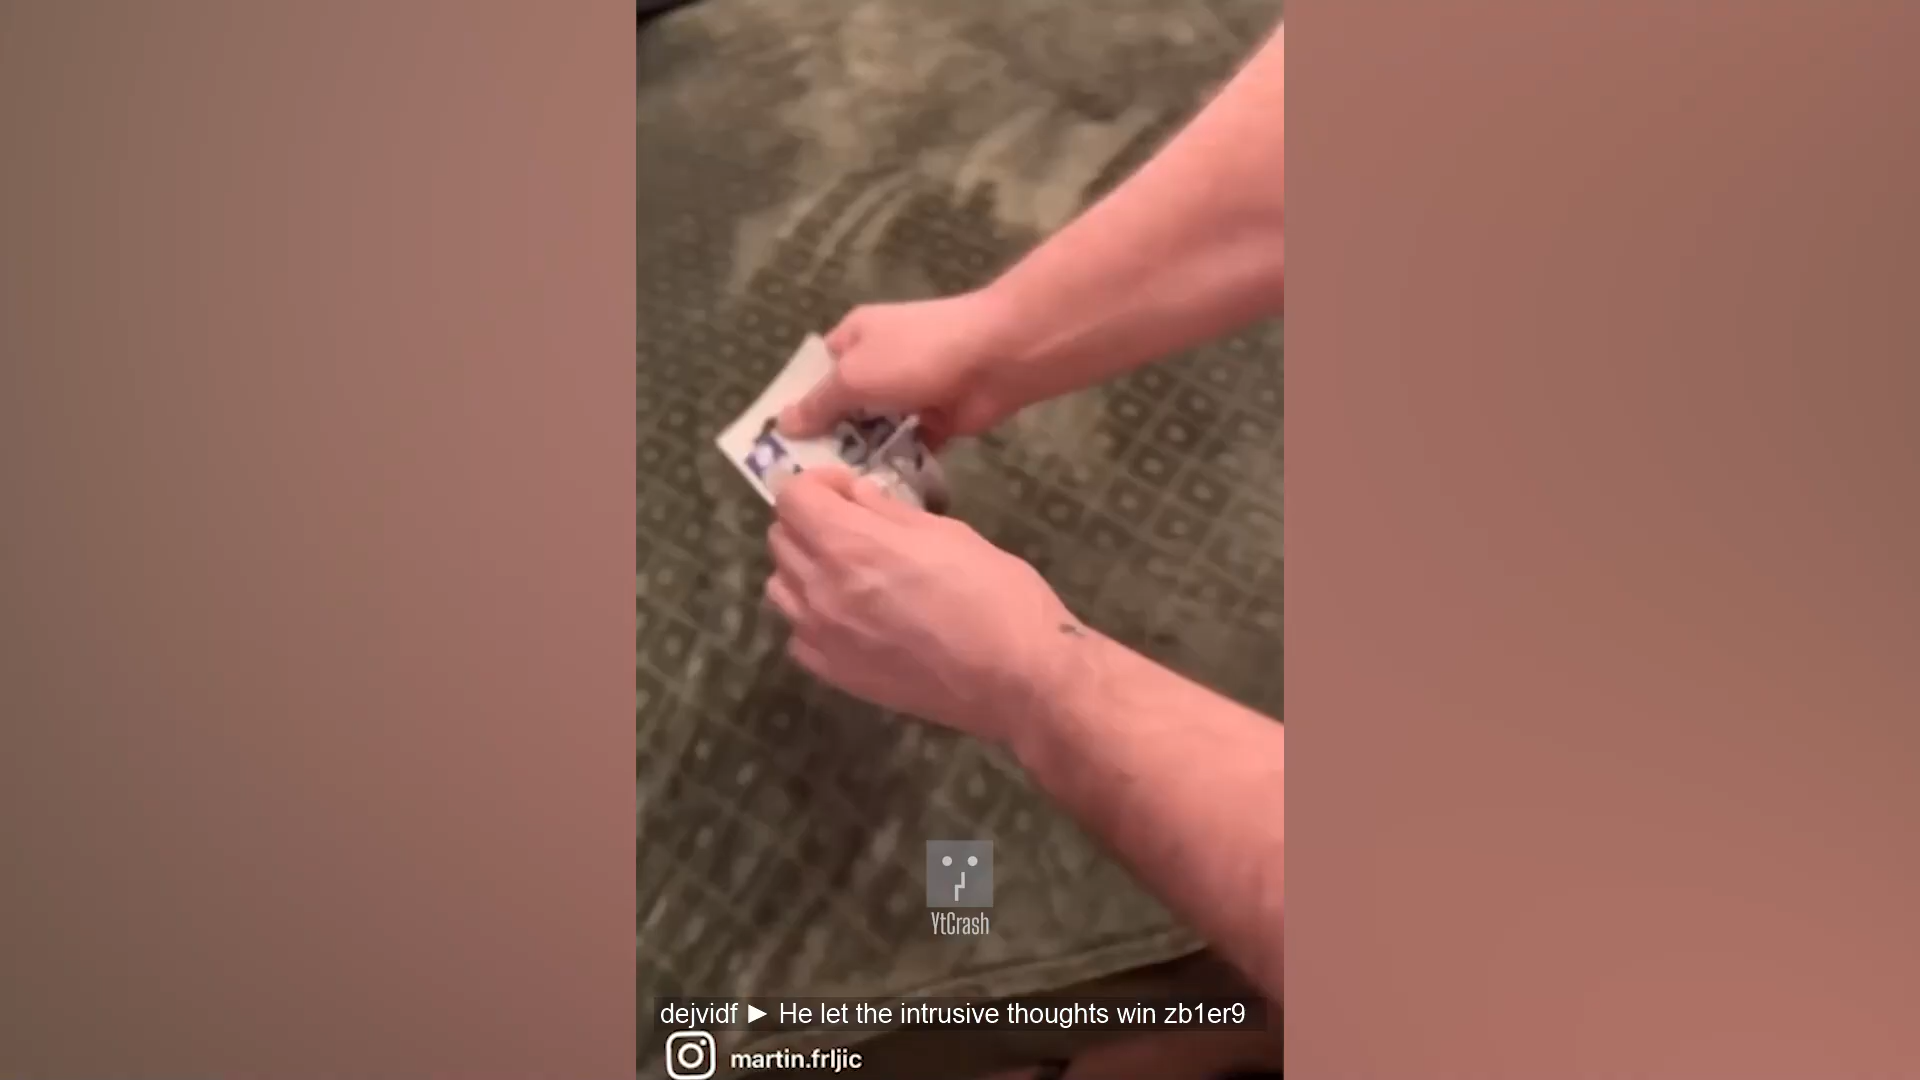 YtCrash
dejvidf ► He let the intrusive thoughts win zb1er9
martin.frljic